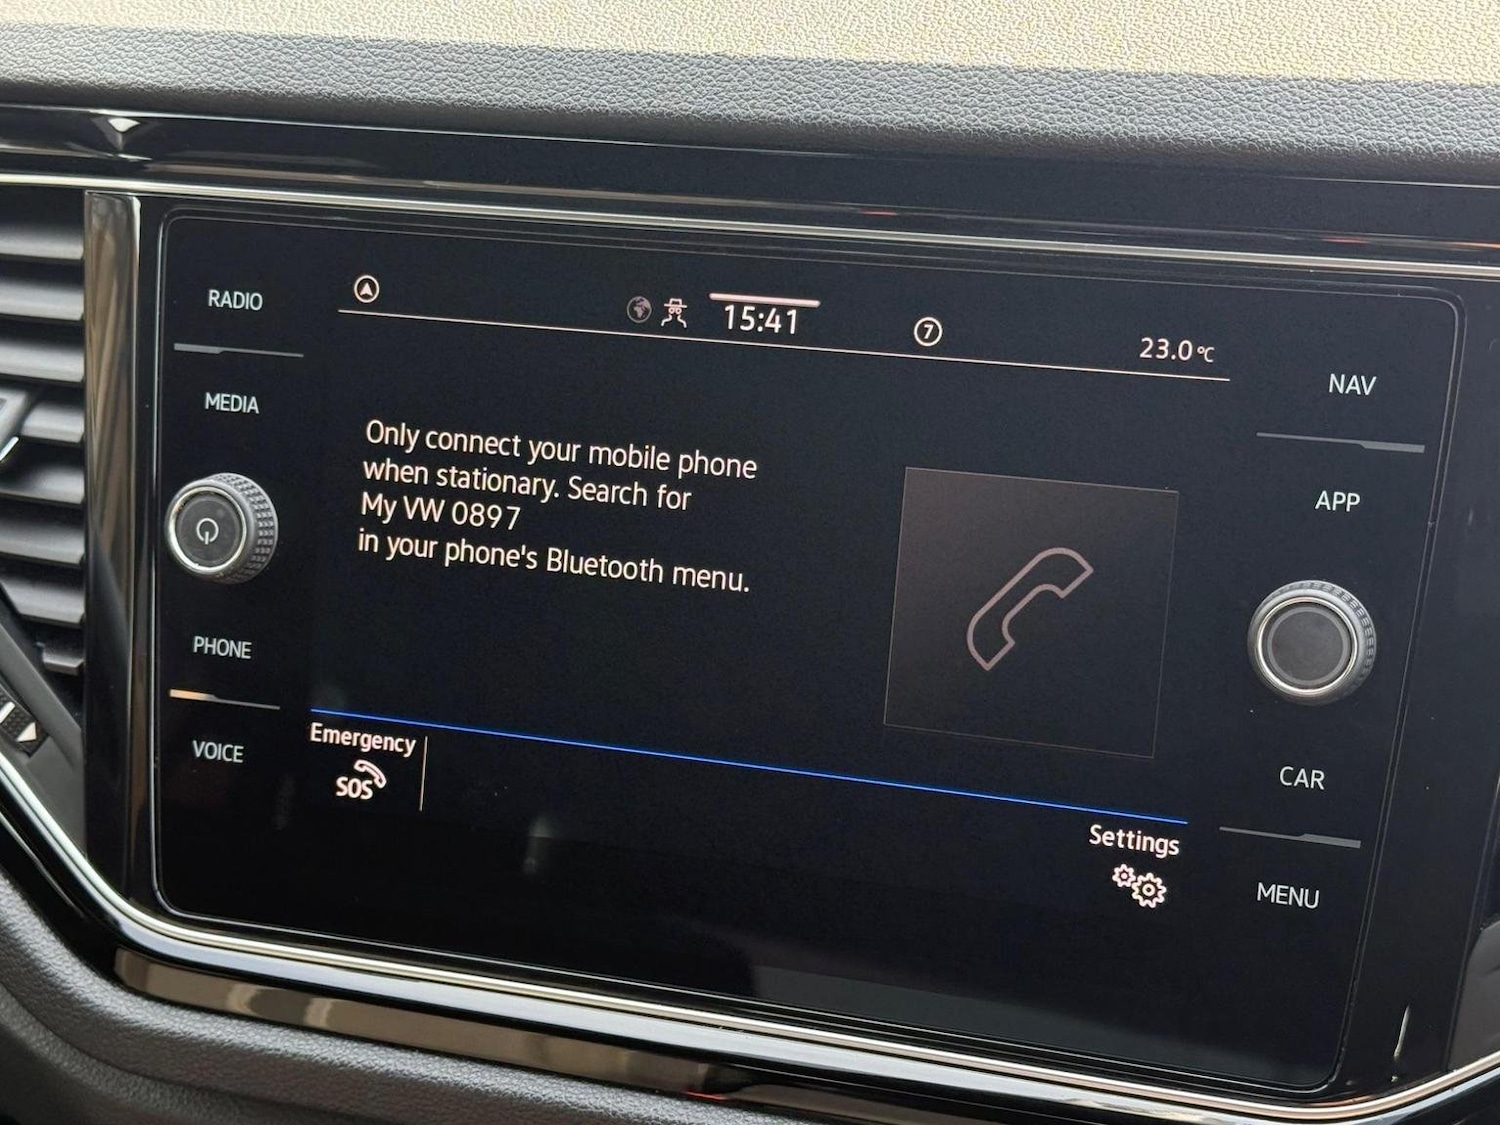 RADIO
MEDIA
PHONE
VOICE
15:41
7
23.0 °C
Only connect your mobile phone
when stationary. Search for
My VW 0897
in your phone's Bluetooth menu.
Emergency
SOS
Settings
NAV
APP
CAR
MENU